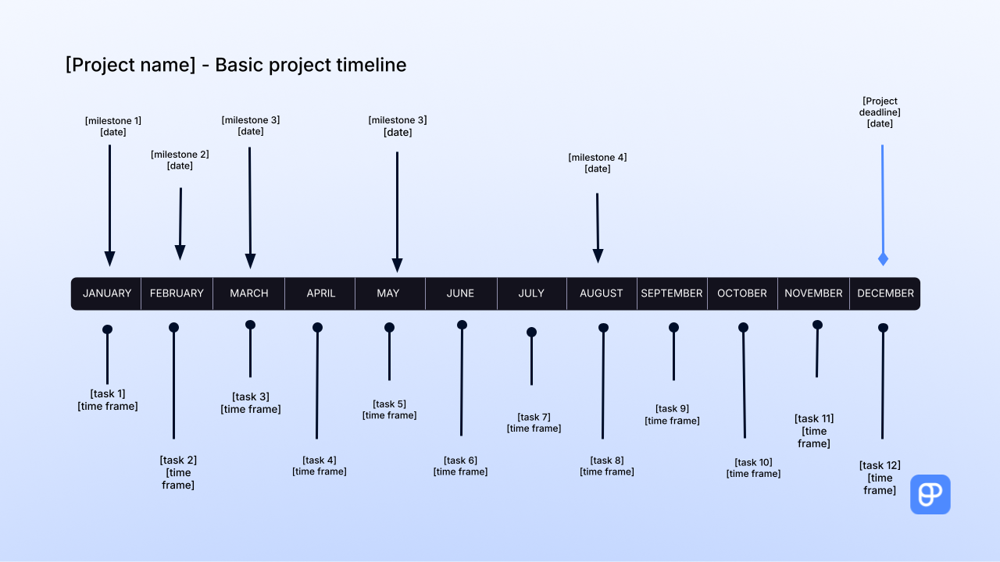 [Project name] - Basic project timeline
[milestone 1]
[date]
[milestone 2]
[date]
[milestone 3]
[date]
[milestone 3]
[date]
[milestone 4]
[date]
[Project
deadline]
[date]
JANUARY FEBRUARY MARCH APRIL MAY JUNE JULY AUGUST SEPTEMBER OCTOBER NOVEMBER DECEMBER
[task 1]
[time frame]
[task 2]
[time
frame]
[task 3]
[time frame]
[task 4]
[time frame]
[task 5]
[time frame]
[task 6]
[time frame]
[task 7]
[time frame]
[task 8]
[time frame]
[task 9]
[time frame]
[task 10]
[time frame]
[task 11]
[time
frame]
[task 12]
[time
frame]